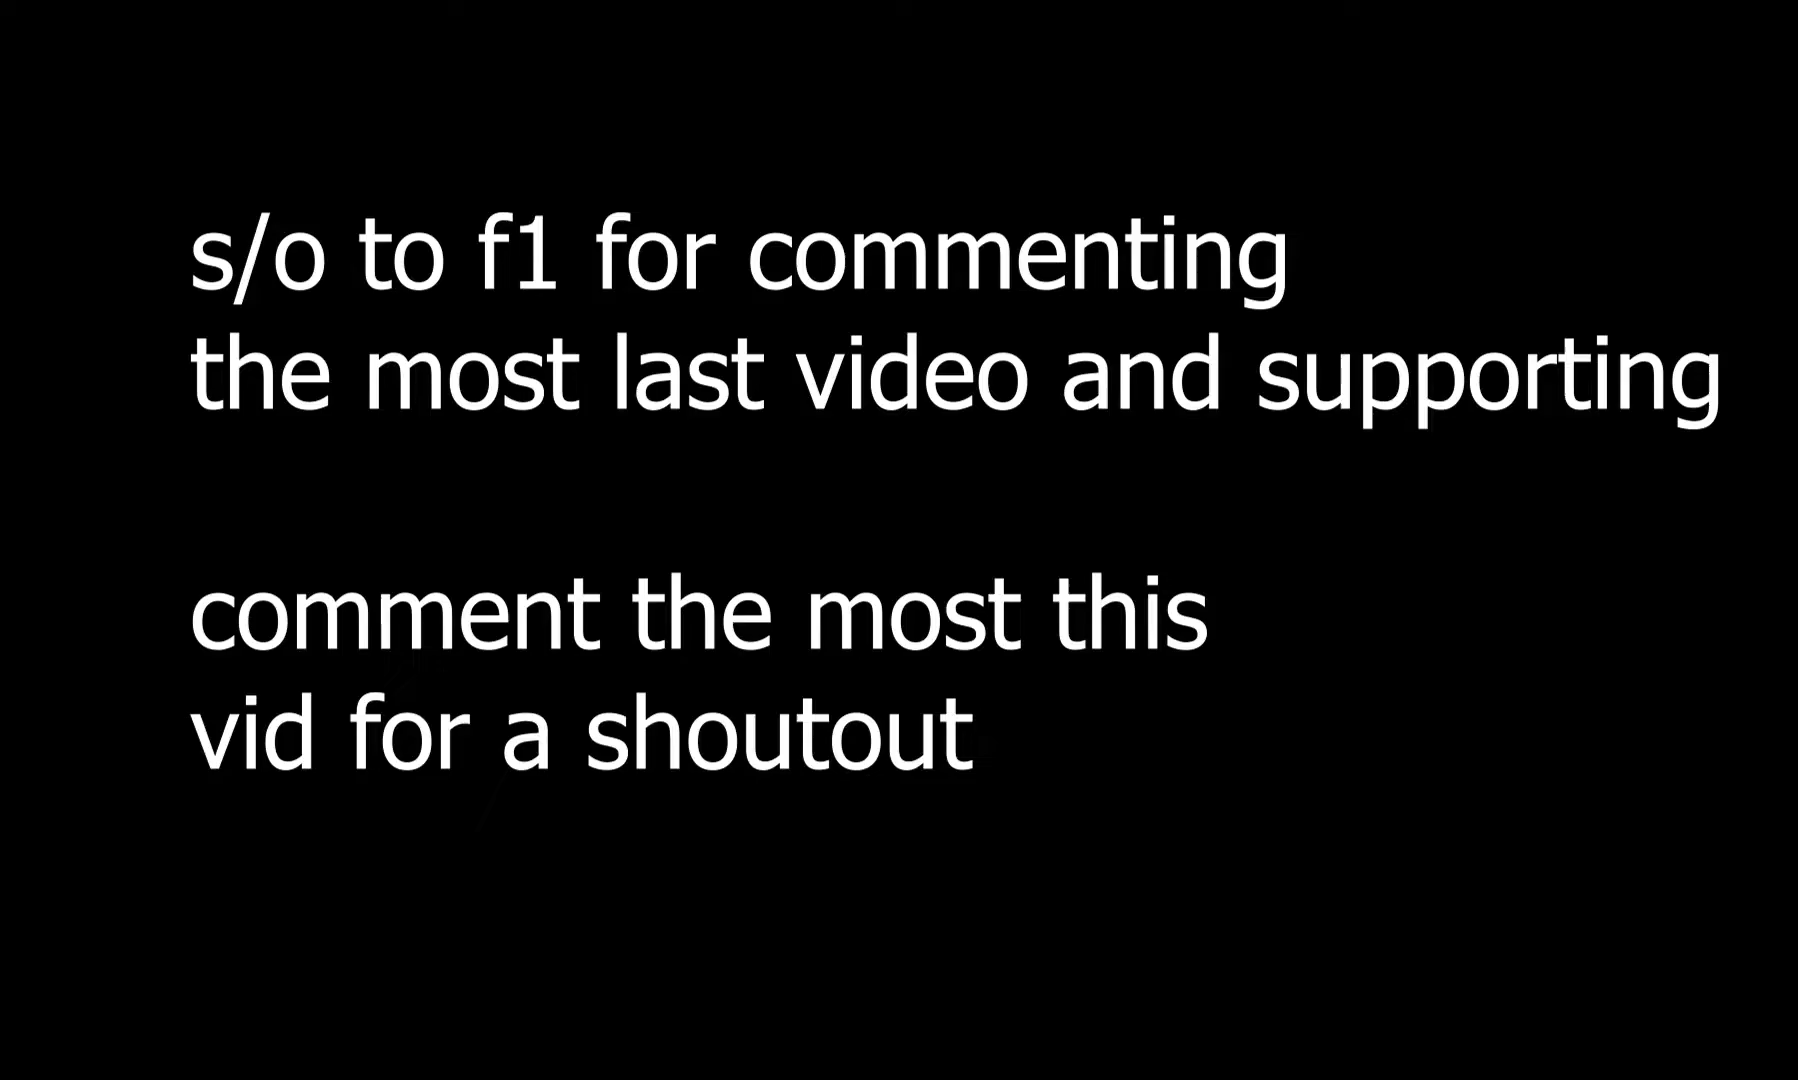 s/o to f1 for commenting
the most last video and supporting
comment the most this
vid for a shoutout